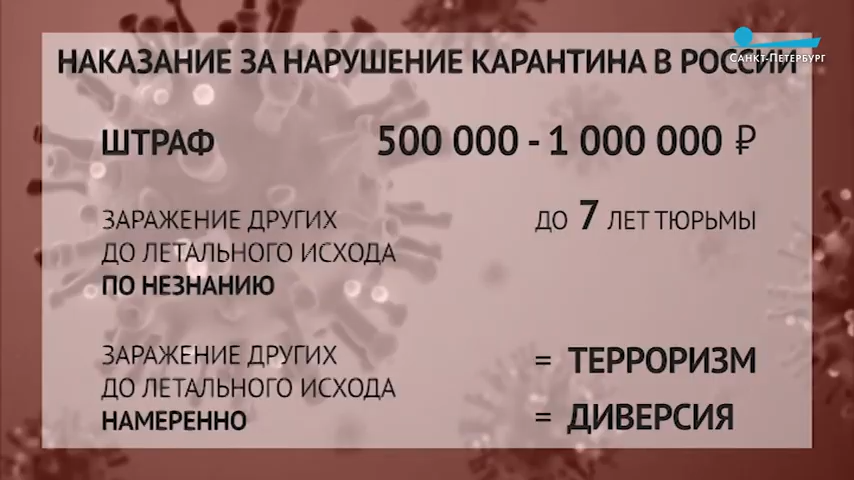 Санкт-Петербург
НАКАЗАНИЕ ЗА НАРУШЕНИЕ КАРАНТИНА В РОССИИ
ШТРАФ 500 000 - 1 000 000 ₽
ЗАРАЖЕНИЕ ДРУГИХ ДО 7 ЛЕТ ТЮРЬМЫ
ДО ЛЕТАЛЬНОГО ИСХОДА
ПО НЕЗНАНИЮ
ЗАРАЖЕНИЕ ДРУГИХ = ТЕРРОРИЗМ
ДО ЛЕТАЛЬНОГО ИСХОДА
НАМЕРЕННО = ДИВЕРСИЯ